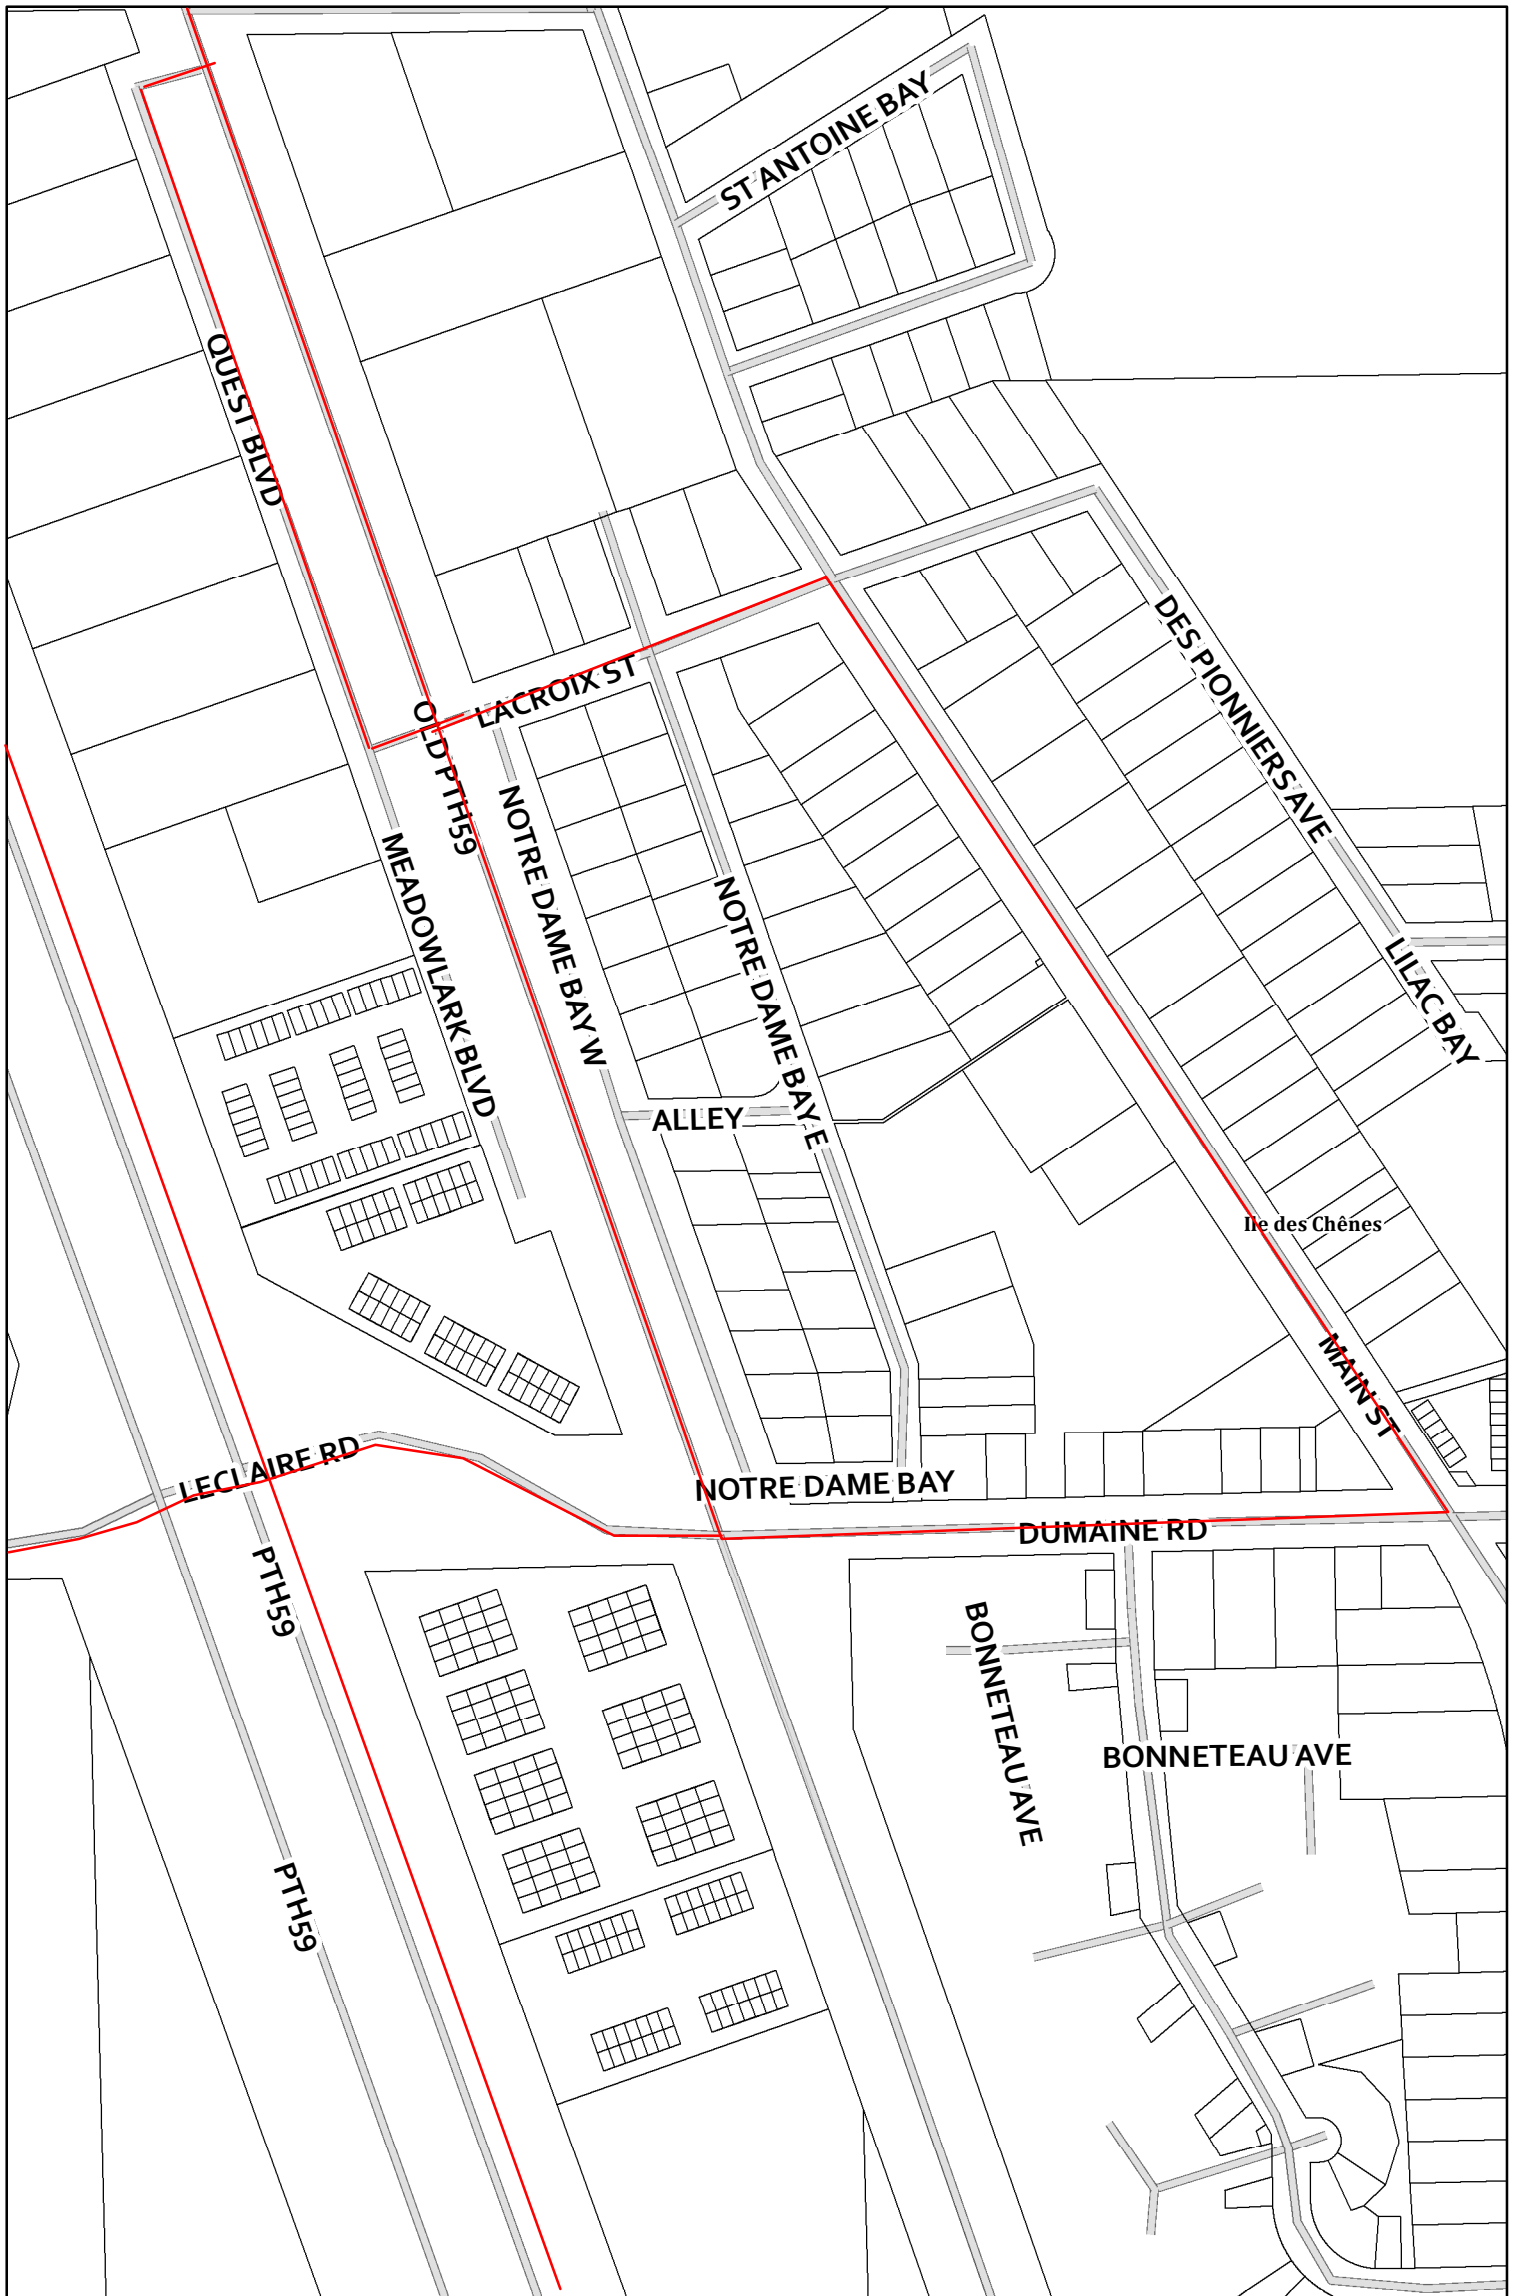 ST ANTOINE BAY
QUEST BLVD
DES PIONNIERS AVE
LACROIX ST
OLD PTH59
NOTRE DAME BAY W
MEADOWLARK BLVD
NOTRE DAME BAY E
LILAC BAY
ALLEY
Ile des Chênes
MAIN ST
LECLAIRE RD
NOTRE DAME BAY
DUMAINE RD
PTH59
BONNETEAU AVE
BONNETEAU AVE
PTH59